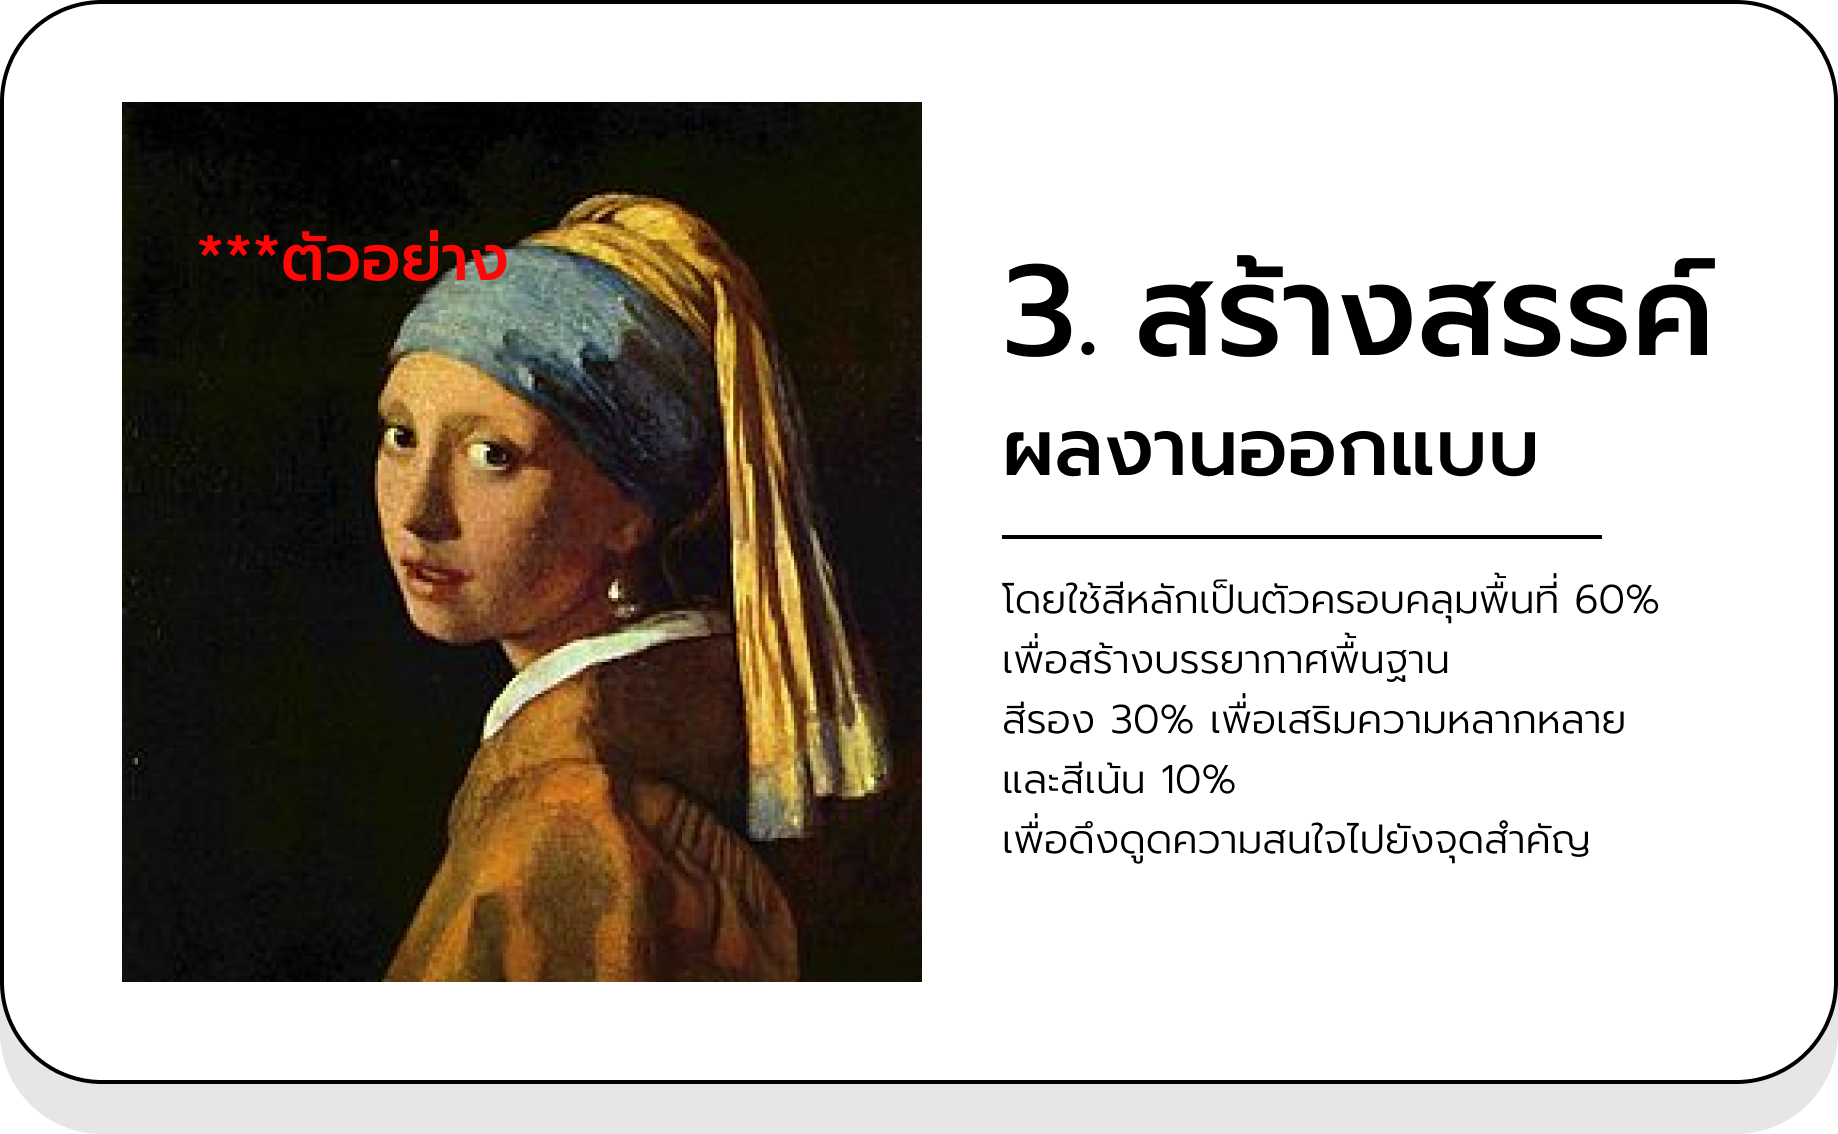 ***ตัวอย่าง
3. สร้างสรรค์
ผลงานออกแบบ
โดยใช้สีหลักเป็นตัวครอบคลุมพื้นที่ 60%
เพื่อสร้างบรรยากาศพื้นฐาน
สีรอง 30% เพื่อเสริมความหลากหลาย
และสีเน้น 10%
เพื่อดึงดูดความสนใจไปยังจุดสำคัญ